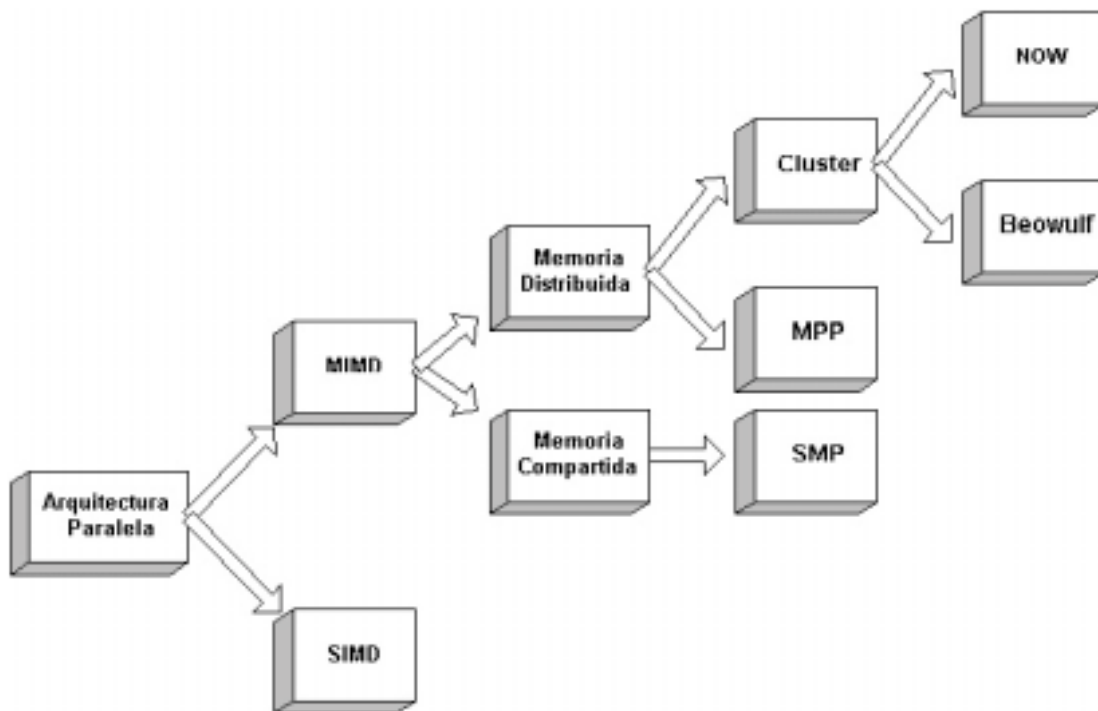 NOW
Cluster
Beowulf
Memoria
Distribuida
MPP
MIMD
Memoria
Compartida
SMP
Arquitectura
Paralela
SIMD